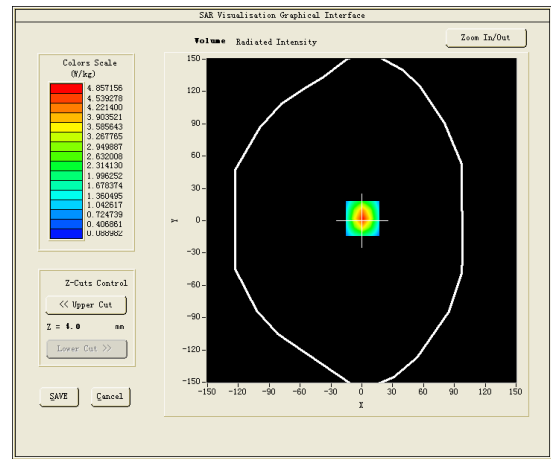 SAR Visualisation Graphical Interface
Volume Radiated Intensity
Zoom In/Out
Colors Scale
(W/kg)
4.857156
4.539278
4.221400
3.903521
3.585643
3.267765
2.949887
2.632008
2.314130
1.996252
1.678374
1.360495
1.042617
0.724739
0.406861
0.088982
150
120
90
60
30
0
-30
-60
-90
-120
-150
Y
-150 -120 -90 -60 -30 0 30 60 90 120 150
X
Z-Cuts Control
<< Upper Cut
Z = 4.0 mm
Lower Cut >>
SAVE Cancel